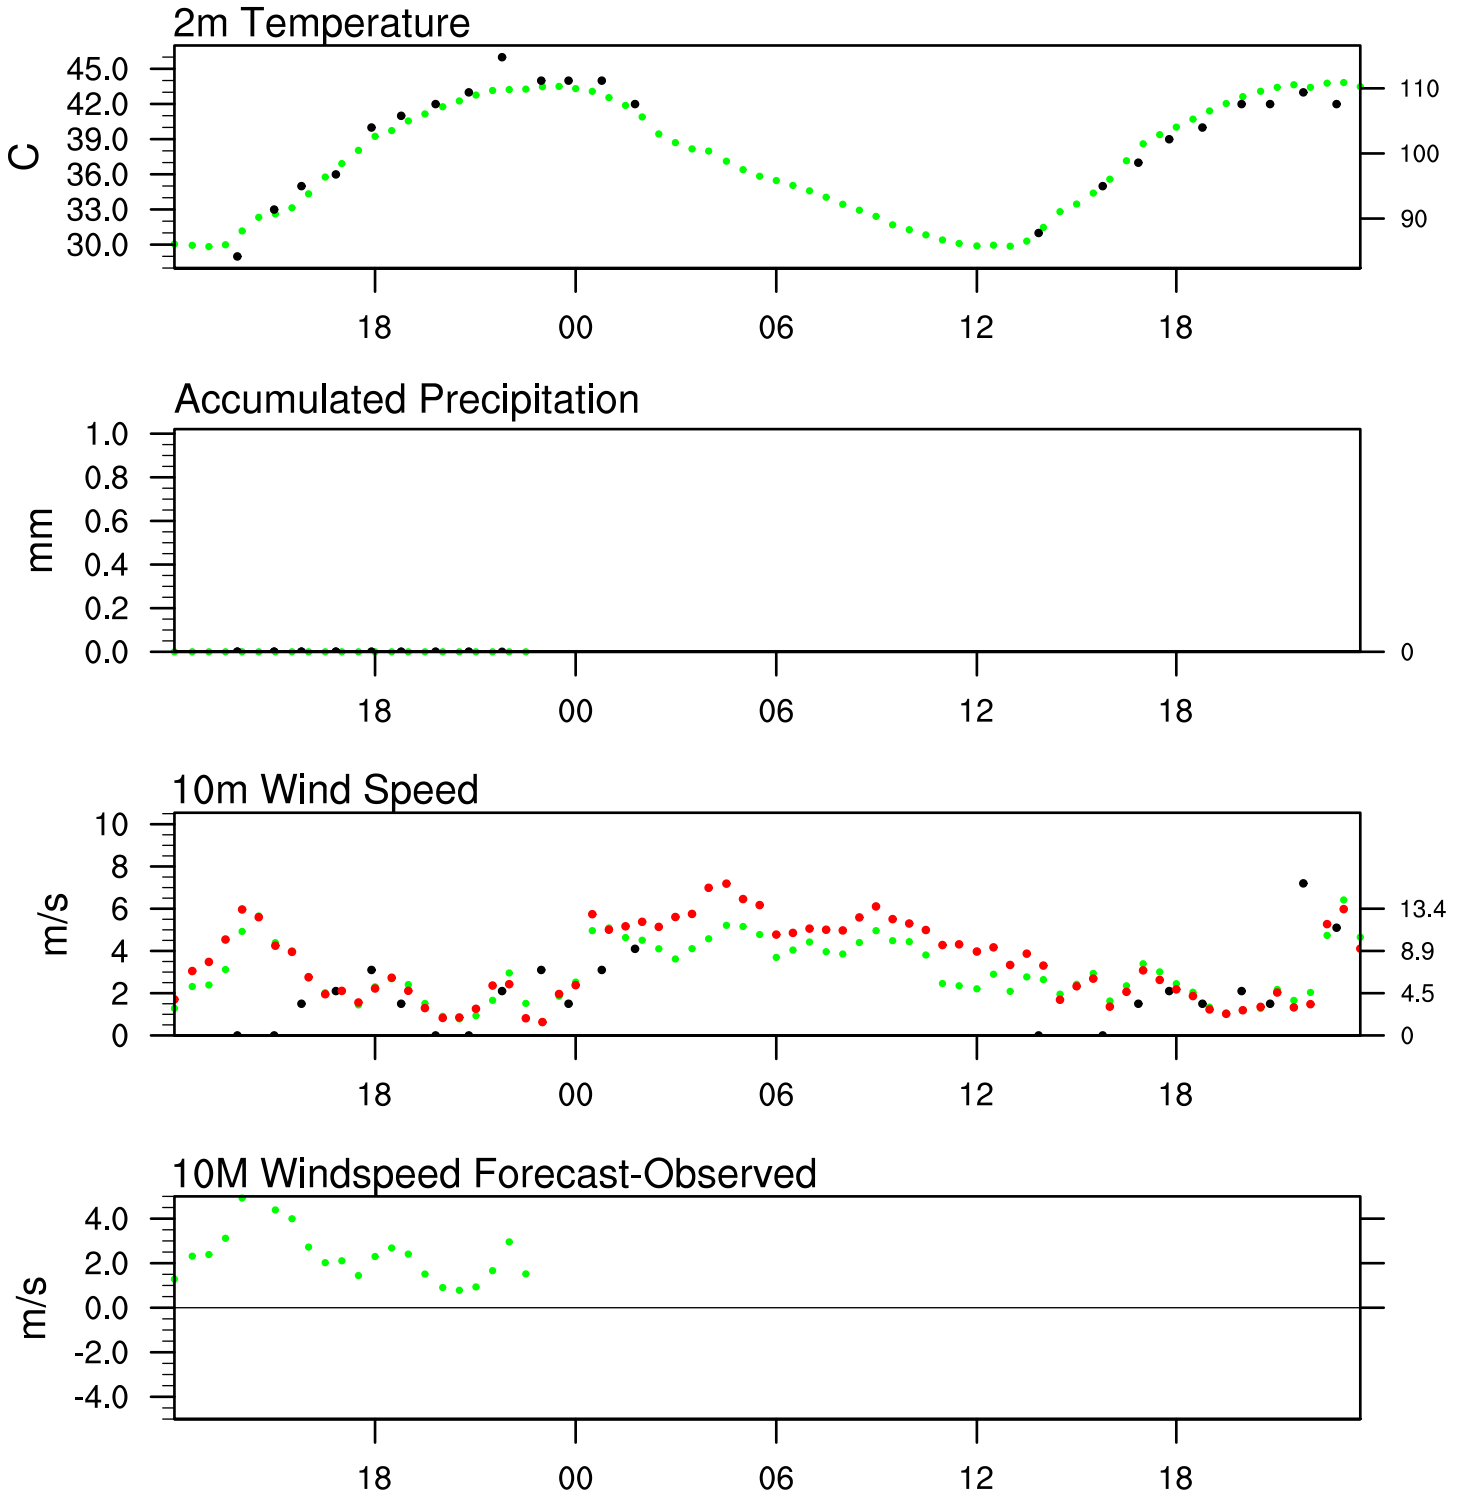 2m Temperature
45.0
42.0
39.0
36.0
33.0
30.0
C
110
100
90
18 00 06 12 18
Accumulated Precipitation
1.0
0.8
0.6
0.4
0.2
0.0
mm
0
18 00 06 12 18
10m Wind Speed
10
8
6
4
2
0
m/s
13.4
8.9
4.5
0
18 00 06 12 18
10M Windspeed Forecast-Observed
4.0
2.0
0.0
-2.0
-4.0
m/s
18 00 06 12 18